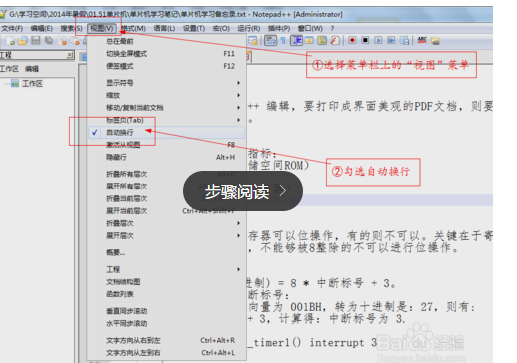 G:\学习空间\2014年暑假\01.51单片机\单片机学习笔记\单片机学习备忘录.txt - Notepad++ [Administrator]
文件(F) 编辑(E) 搜索(S) 视图(V) 格式(M) 语言(L) 设置(T) 宏(O) 运行(R) 插件(P) 窗口(W) ?
总在最前
切换全屏模式 F11
便签模式 F12
①选择菜单栏上的“视图”菜单
工程
工作区 编辑
工作区
显示符号
缩放
移动/复制当前文档
标签页(Tab)
自动换行
激活从视图 F8
隐藏行 Alt+H
++ 编辑，要打印成界面美观的PDF文档，则要
。
指标：
储空间ROM）
②勾选自动换行
折叠所有层次
展开所有层次
折叠当前层次
展开当前层次 Ctrl+Alt+Shift+F
折叠层次
展开层次
步骤阅读
概要...
存器可以位操作，有的则不可以。关键在于寄
，不能够被8整除的不可以进行位操作。
工程
文档结构图
函数列表
进制) = 8 * 中断标号 + 3。
断标号：
向量为 001BH，转为十进制是：27，则有：
+ 3，计算得：中断标号为 3.
垂直同步滚动
水平同步滚动
文字方向从右到左 Ctrl+Alt+R
文字方向从左到右 Ctrl+Alt+L
_timer1() interrupt 3
Baidu经验